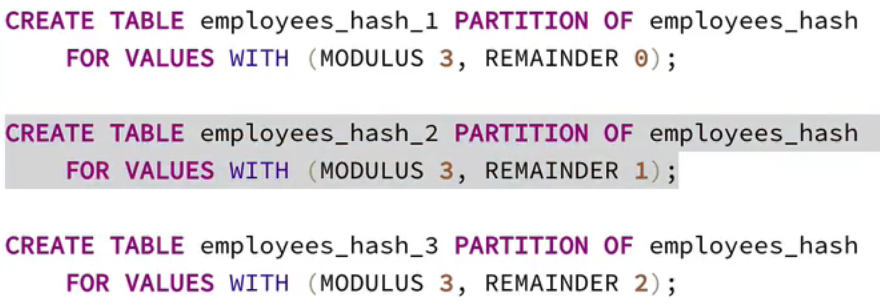 CREATE TABLE employees_hash_1 PARTITION OF employees_hash
    FOR VALUES WITH (MODULUS 3, REMAINDER 0);

CREATE TABLE employees_hash_2 PARTITION OF employees_hash
    FOR VALUES WITH (MODULUS 3, REMAINDER 1);

CREATE TABLE employees_hash_3 PARTITION OF employees_hash
    FOR VALUES WITH (MODULUS 3, REMAINDER 2);